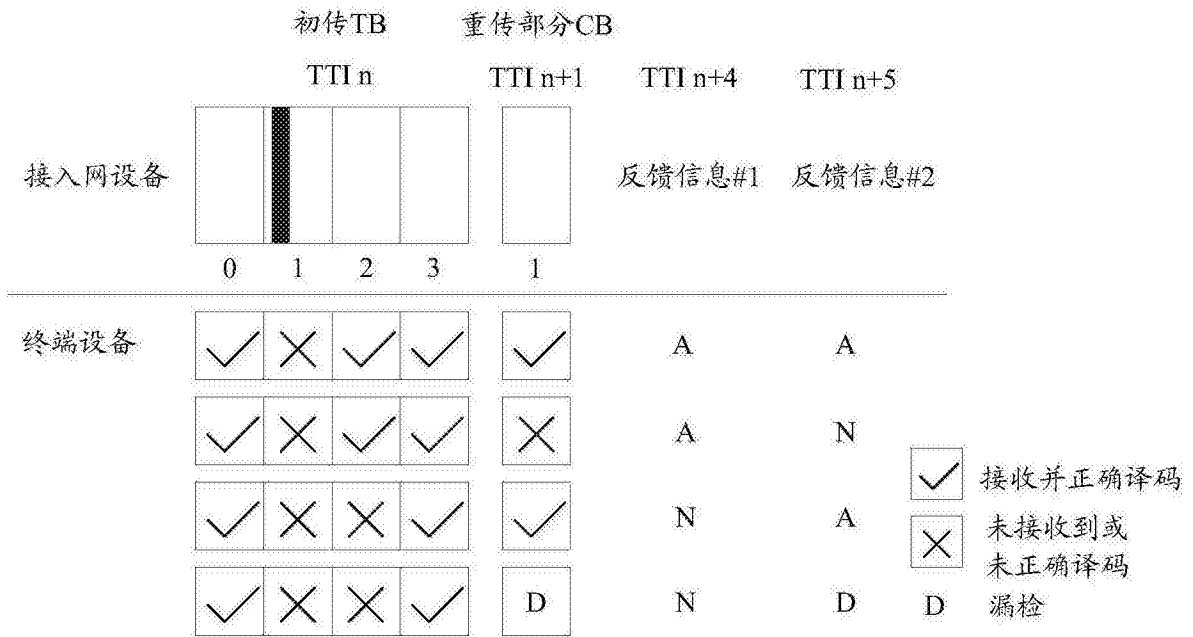 初传TB 重传部分CB
TTI n TTI n+1 TTI n+4 TTI n+5
接入网设备 反馈信息#1 反馈信息#2
0 1 2 3 1
终端设备 A A
A N
接收并正确译码
N A
未接收到或
未正确译码
D N D D 漏检